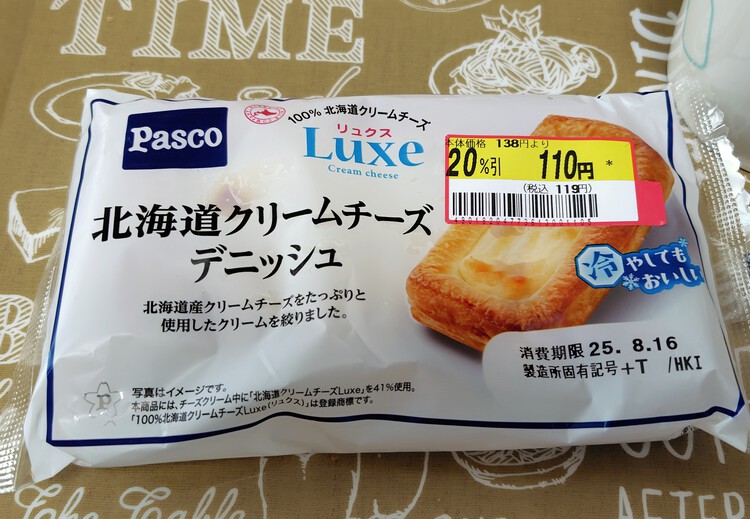 TIME
Pasco
100% 北海道クリームチーズ
リュクス
Luxe
Cream cheese
本体価格 138円より
20%引 110円 *
(税込 119円)
北海道クリームチーズ
デニッシュ
冷やしても
おいしい
北海道産クリームチーズをたっぷりと
使用したクリームを絞りました。
消費期限 25. 8.16
製造所固有記号+T /HKI
写真はイメージです。
本商品には、チーズクリーム中に「北海道クリームチーズLuxe」を41%使用。
「100%北海道クリームチーズLuxe(リュクス)」は登録商標です。
Cafe
AFTER